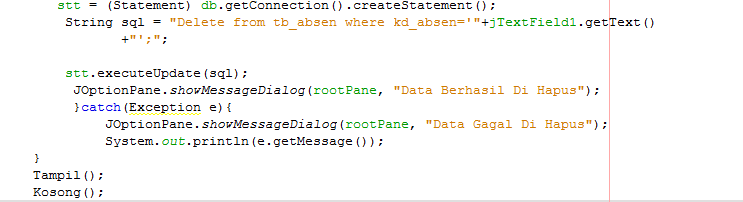 stt = (Statement) db.getConnection().createStatement();
String sql = "Delete from tb_absen where kd_absen='"+jTextField1.getText()
+"';";
stt.executeUpdate(sql);
JOptionPane.showMessageDialog(rootPane, "Data Berhasil Di Hapus");
}catch(Exception e){
JOptionPane.showMessageDialog(rootPane, "Data Gagal Di Hapus");
System.out.println(e.getMessage());
}
Tampil();
Kosong();